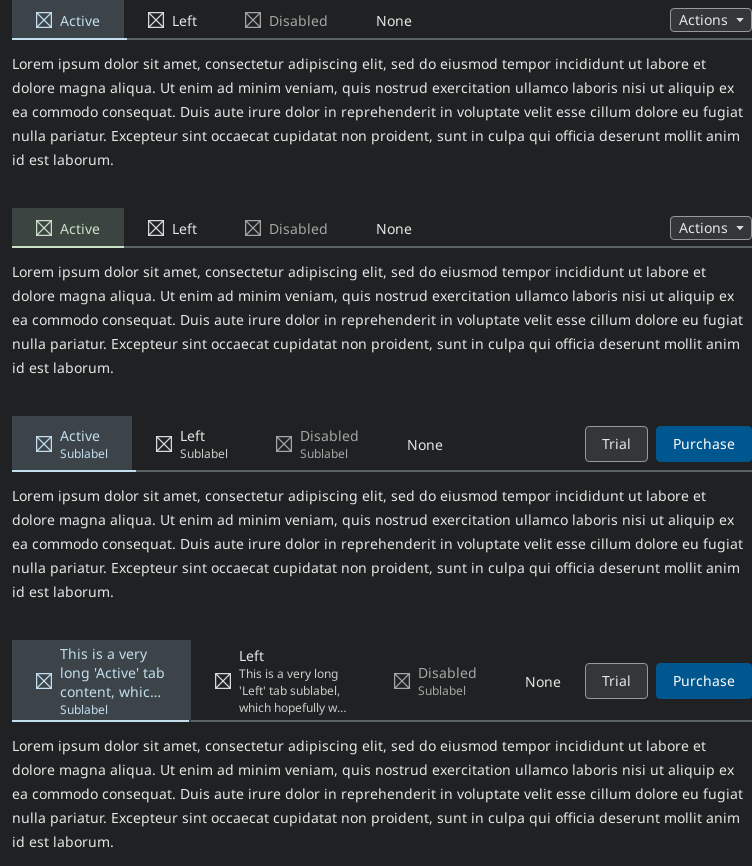 Active Left Disabled None Actions
Lorem ipsum dolor sit amet, consectetur adipiscing elit, sed do eiusmod tempor incididunt ut labore et
dolore magna aliqua. Ut enim ad minim veniam, quis nostrud exercitation ullamco laboris nisi ut aliquip ex
ea commodo consequat. Duis aute irure dolor in reprehenderit in voluptate velit esse cillum dolore eu fugiat
nulla pariatur. Excepteur sint occaecat cupidatat non proident, sunt in culpa qui officia deserunt mollit anim
id est laborum.
Active Left Disabled None Actions
Lorem ipsum dolor sit amet, consectetur adipiscing elit, sed do eiusmod tempor incididunt ut labore et
dolore magna aliqua. Ut enim ad minim veniam, quis nostrud exercitation ullamco laboris nisi ut aliquip ex
ea commodo consequat. Duis aute irure dolor in reprehenderit in voluptate velit esse cillum dolore eu fugiat
nulla pariatur. Excepteur sint occaecat cupidatat non proident, sunt in culpa qui officia deserunt mollit anim
id est laborum.
Active
Sublabel
Left
Sublabel
Disabled
Sublabel
None
Trial
Purchase
Lorem ipsum dolor sit amet, consectetur adipiscing elit, sed do eiusmod tempor incididunt ut labore et
dolore magna aliqua. Ut enim ad minim veniam, quis nostrud exercitation ullamco laboris nisi ut aliquip ex
ea commodo consequat. Duis aute irure dolor in reprehenderit in voluptate velit esse cillum dolore eu fugiat
nulla pariatur. Excepteur sint occaecat cupidatat non proident, sunt in culpa qui officia deserunt mollit anim
id est laborum.
This is a very
long 'Active' tab
content, whic...
Sublabel
Left
This is a very long
'Left' tab sublabel,
which hopefully w...
Disabled
Sublabel
None
Trial
Purchase
Lorem ipsum dolor sit amet, consectetur adipiscing elit, sed do eiusmod tempor incididunt ut labore et
dolore magna aliqua. Ut enim ad minim veniam, quis nostrud exercitation ullamco laboris nisi ut aliquip ex
ea commodo consequat. Duis aute irure dolor in reprehenderit in voluptate velit esse cillum dolore eu fugiat
nulla pariatur. Excepteur sint occaecat cupidatat non proident, sunt in culpa qui officia deserunt mollit anim
id est laborum.